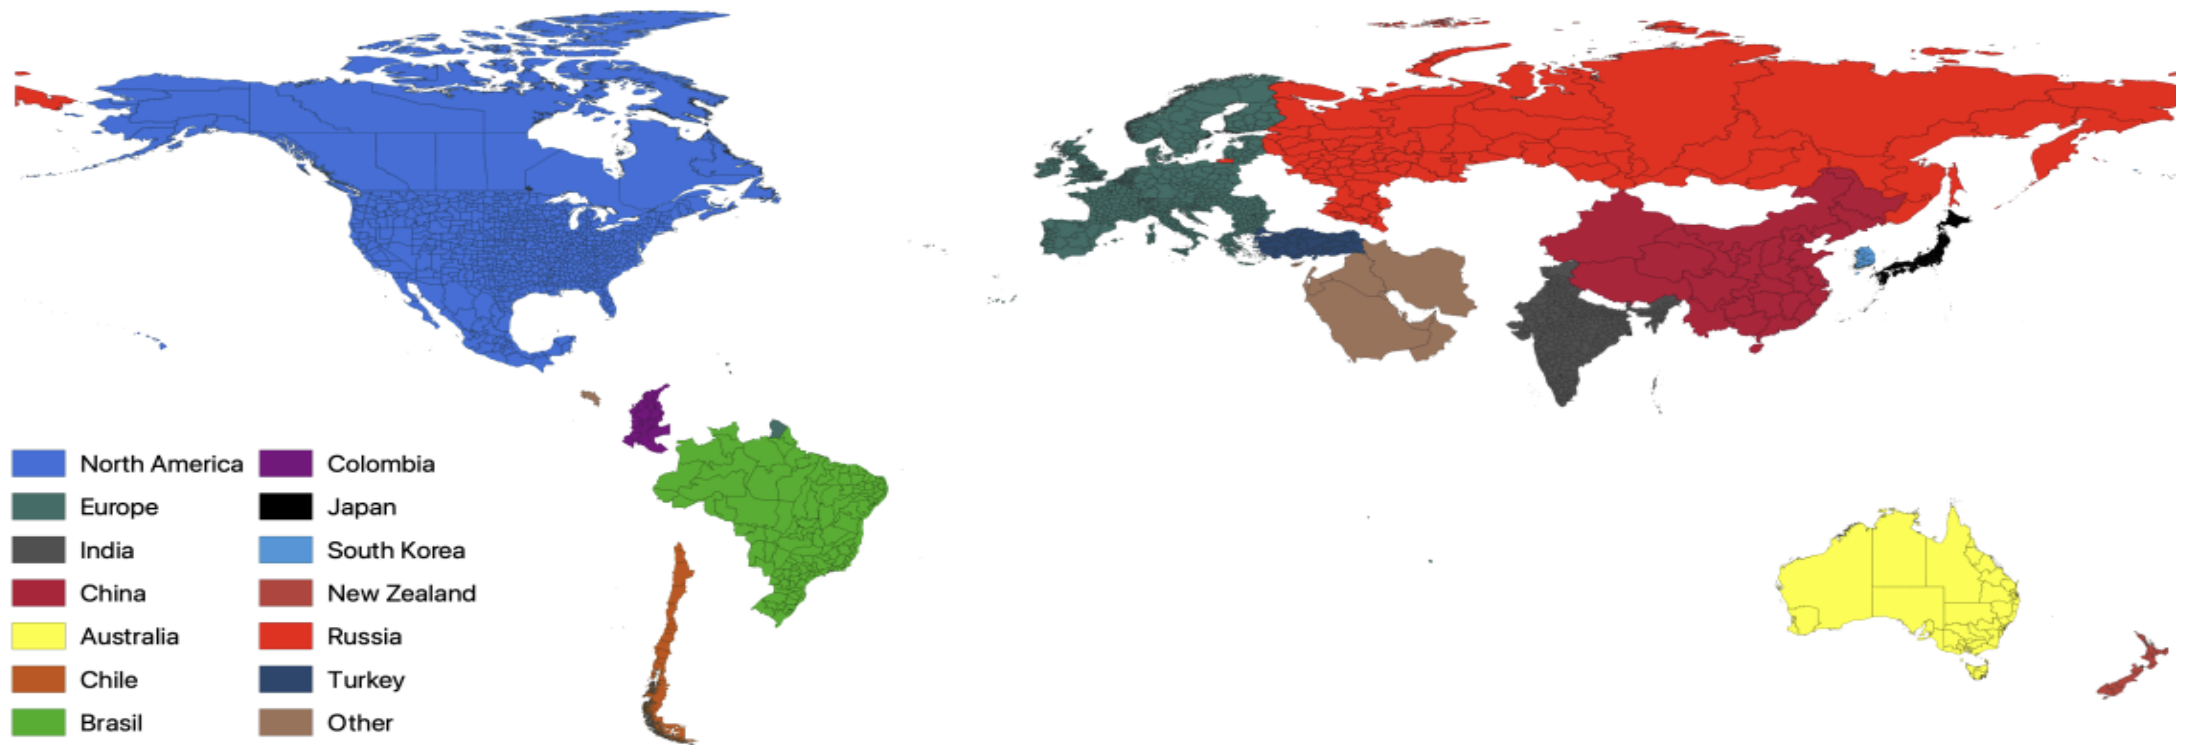 North America
Europe
India
China
Australia
Chile
Brasil
Colombia
Japan
South Korea
New Zealand
Russia
Turkey
Other